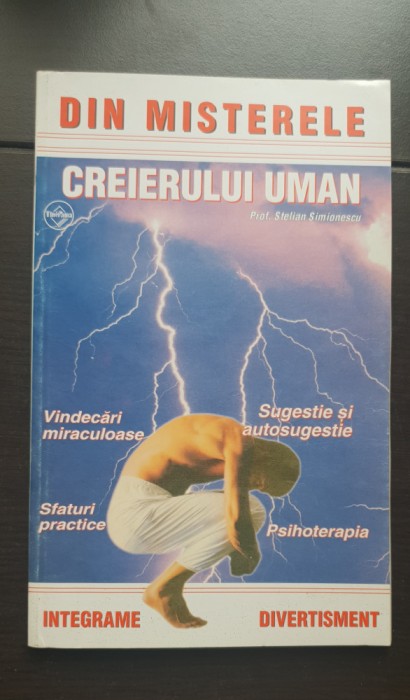 DIN MISTERELE
CREIERULUI UMAN
Prof. Stelian Simionescu
Vindecări
miraculoase
Sugestie și
autosugestie
Sfaturi
practice
Psihoterapia
INTEGRAME
DIVERTISMENT